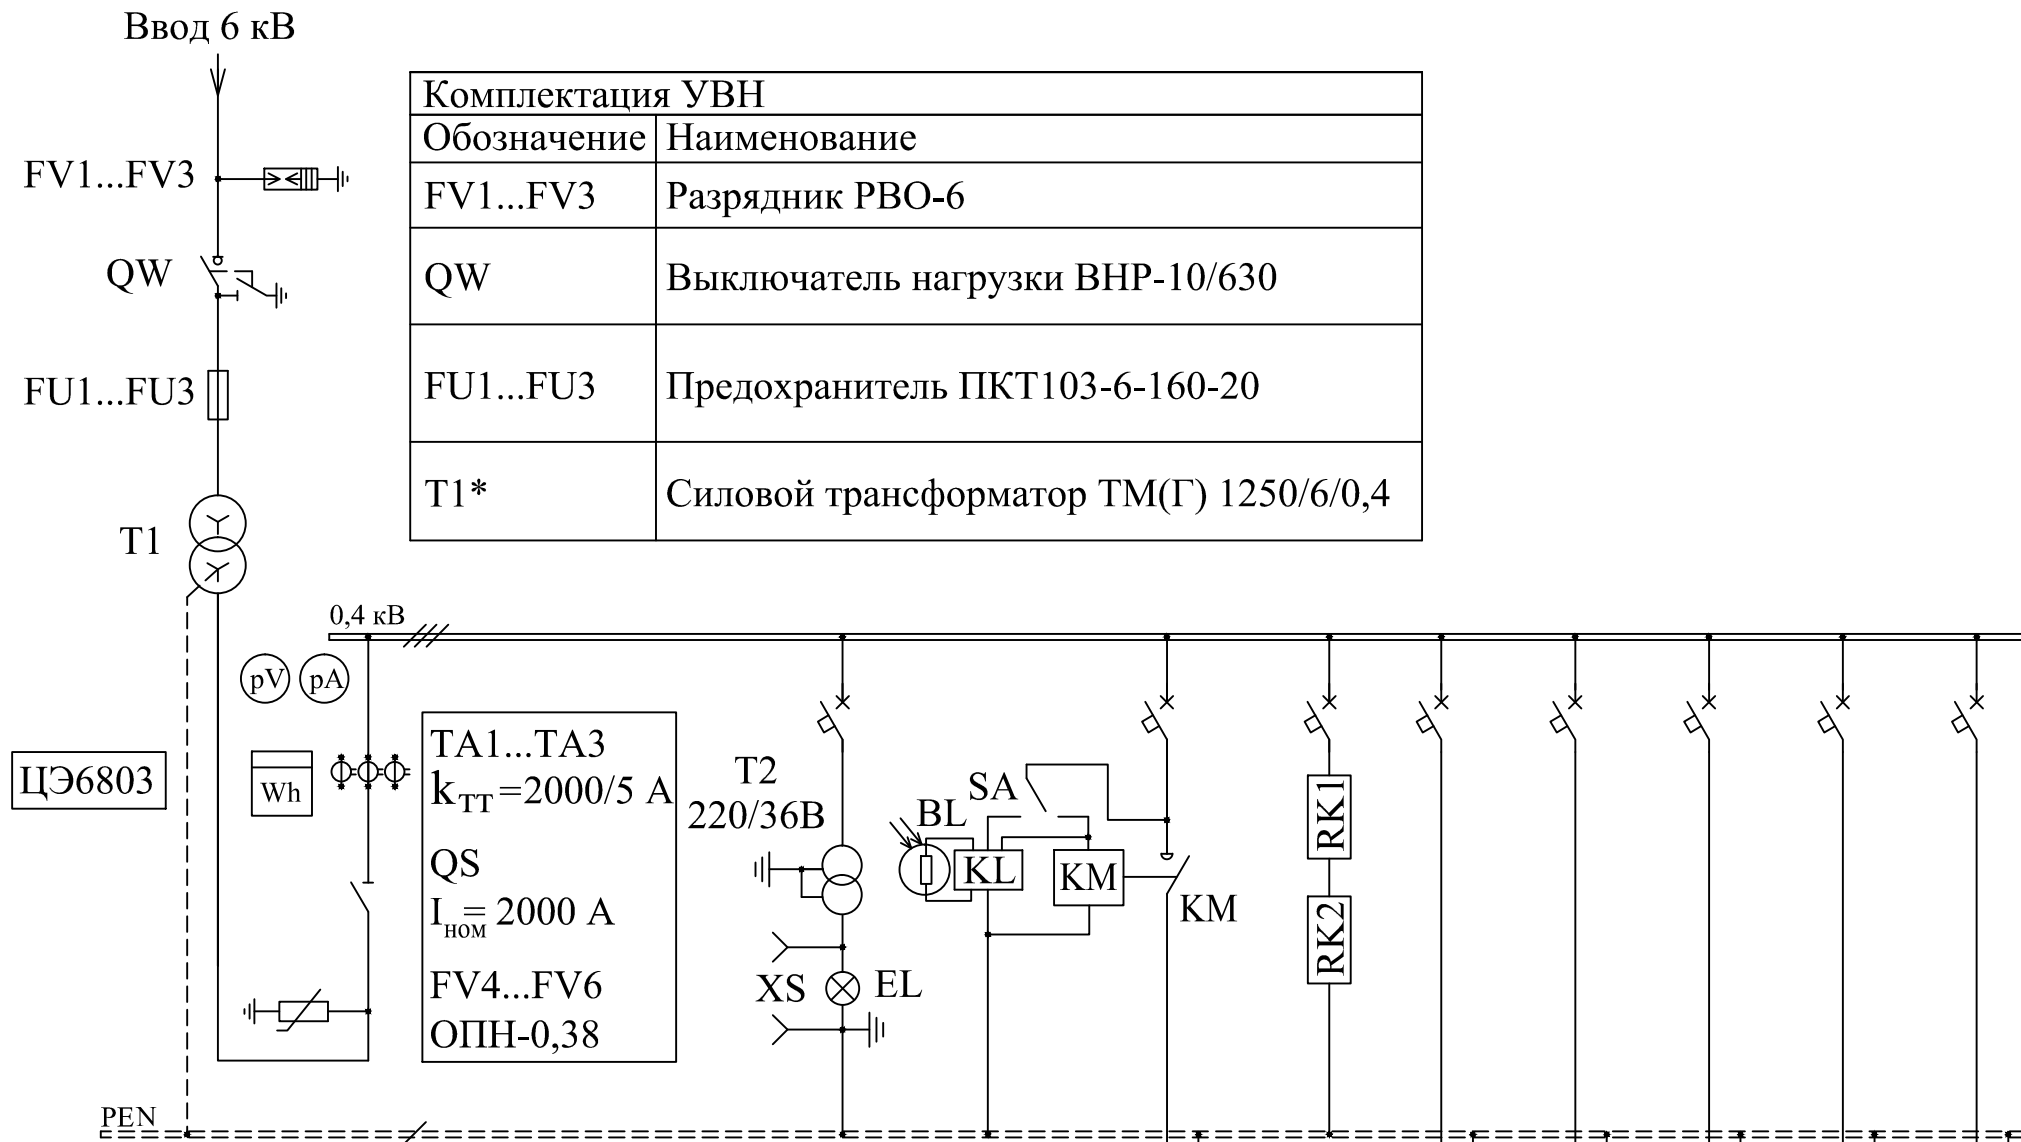 Ввод 6 кВ
Комплектация УВН
Обозначение Наименование
FV1...FV3
FV1...FV3 Разрядник РВО-6
QW
QW Выключатель нагрузки ВНР-10/630
FU1...FU3
FU1...FU3 Предохранитель ПКТ103-6-160-20
T1* Силовой трансформатор ТМ(Г) 1250/6/0,4
T1
0,4 кВ
pV pA
ЦЭ6803
Wh
TA1...TA3
kТТ=2000/5 А
QS
Iном= 2000 А
FV4...FV6
ОПН-0,38
T2
220/36В
XS
EL
BL
SA
KL
KM
KM
RK1
RK2
PEN